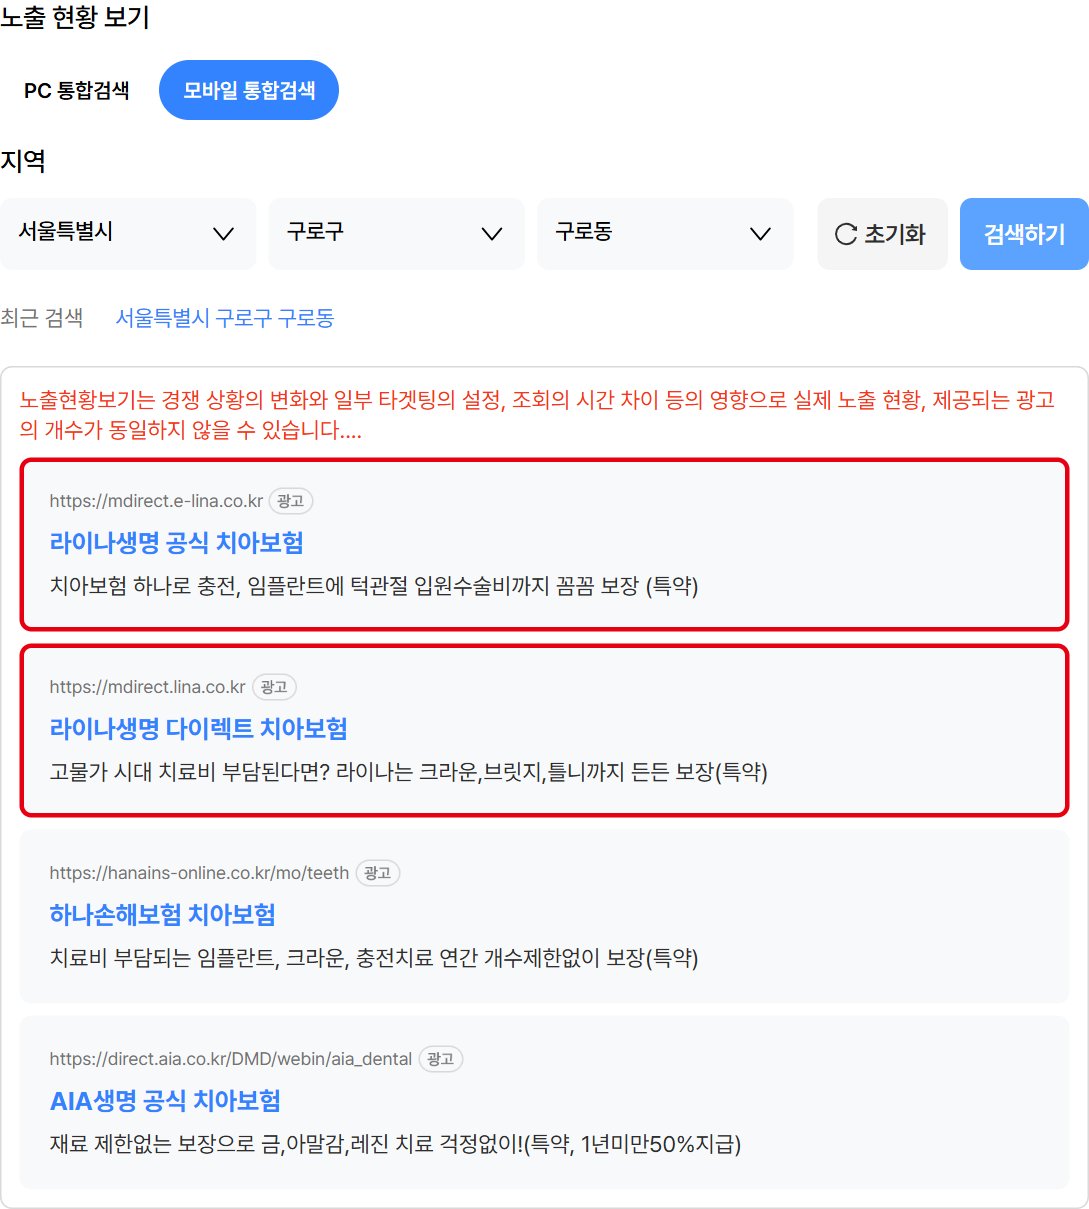 노출 현황 보기
PC 통합검색 모바일 통합검색
지역
서울특별시 구로구 구로동 초기화 검색하기
최근 검색 서울특별시 구로구 구로동
노출현황보기는 경쟁 상황의 변화와 일부 타겟팅의 설정, 조회의 시간 차이 등의 영향으로 실제 노출 현황, 제공되는 광고
의 개수가 동일하지 않을 수 있습니다....
https://mdirect.e-lina.co.kr 광고
라이나생명 공식 치아보험
치아보험 하나로 충전, 임플란트에 턱관절 입원수술비까지 꼼꼼 보장 (특약)
https://mdirect.lina.co.kr 광고
라이나생명 다이렉트 치아보험
고물가 시대 치료비 부담된다면? 라이나는 크라운,브릿지,틀니까지 든든 보장(특약)
https://hanains-online.co.kr/mo/teeth 광고
하나손해보험 치아보험
치료비 부담되는 임플란트, 크라운, 충전치료 연간 개수제한없이 보장(특약)
https://direct.aia.co.kr/DMD/webin/aia_dental 광고
AIA생명 공식 치아보험
재료 제한없는 보장으로 금,아말감,레진 치료 걱정없이!(특약, 1년미만50%지급)